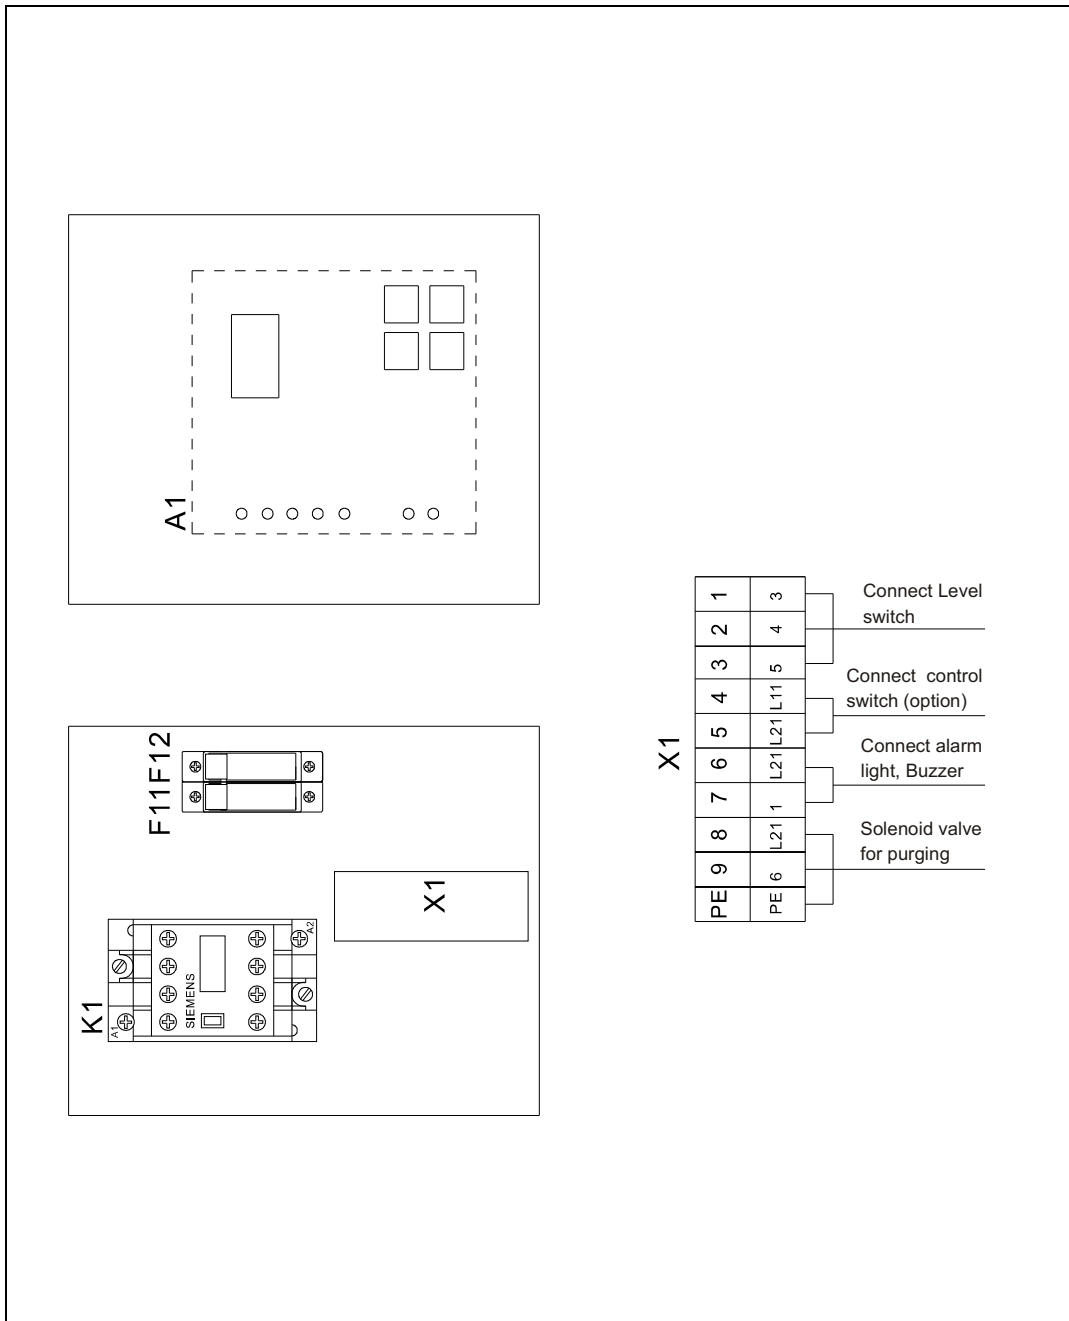 A1
F11F12
X1
K1
A1
A2
SIEMENS
X1
1 3
2 4
3 5
4 L11
5 L21
6 L21
7 1
8 L21
9 6
PE PE
Connect Level
switch
Connect control
switch (option)
Connect alarm
light, Buzzer
Solenoid valve
for purging